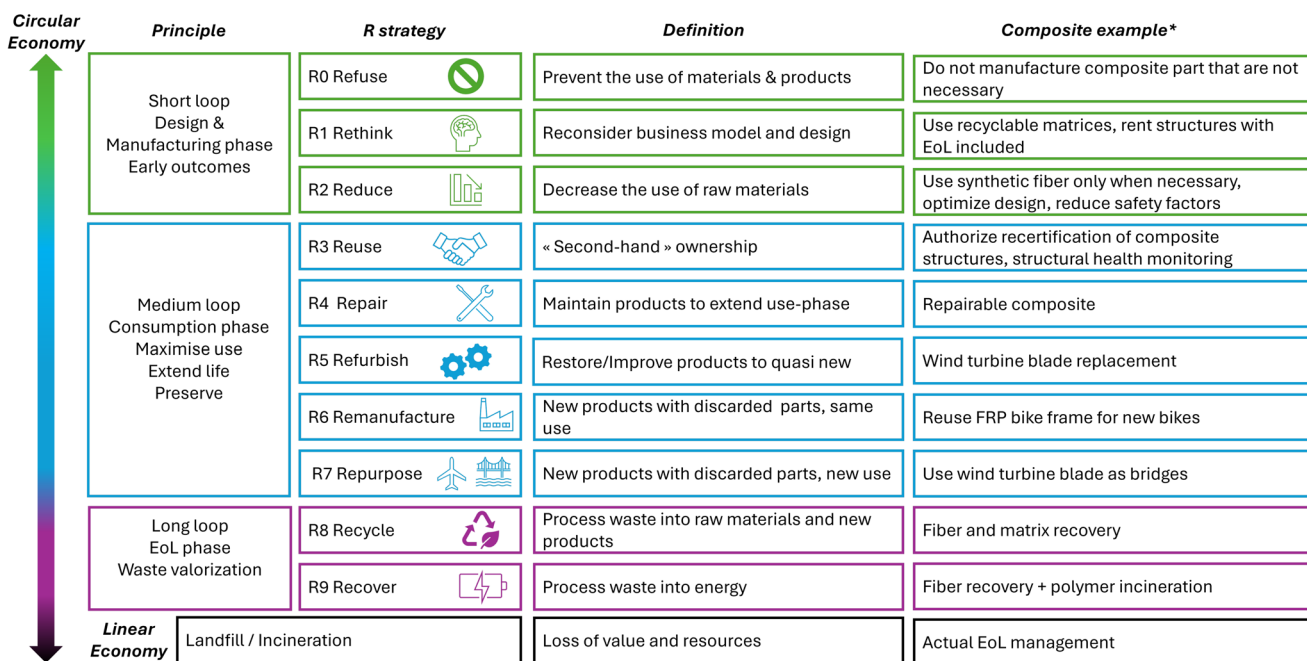 Circular
Economy
Principle
R strategy
Definition
Composite example*
Short loop
Design &
Manufacturing phase
Early outcomes
R0 Refuse
Prevent the use of materials & products
Do not manufacture composite part that are not
necessary
R1 Rethink
Reconsider business model and design
Use recyclable matrices, rent structures with
EoL included
R2 Reduce
Decrease the use of raw materials
Use synthetic fiber only when necessary,
optimize design, reduce safety factors
Medium loop
Consumption phase
Maximise use
Extend life
Preserve
R3 Reuse
« Second-hand » ownership
Authorize recertification of composite
structures, structural health monitoring
R4 Repair
Maintain products to extend use-phase
Repairable composite
R5 Refurbish
Restore/Improve products to quasi new
Wind turbine blade replacement
R6 Remanufacture
New products with discarded parts, same
use
Reuse FRP bike frame for new bikes
R7 Repurpose
New products with discarded parts, new use
Use wind turbine blade as bridges
Long loop
EoL phase
Waste valorization
R8 Recycle
Process waste into raw materials and new
products
Fiber and matrix recovery
R9 Recover
Process waste into energy
Fiber recovery + polymer incineration
Linear
Economy
Landfill / Incineration
Loss of value and resources
Actual EoL management